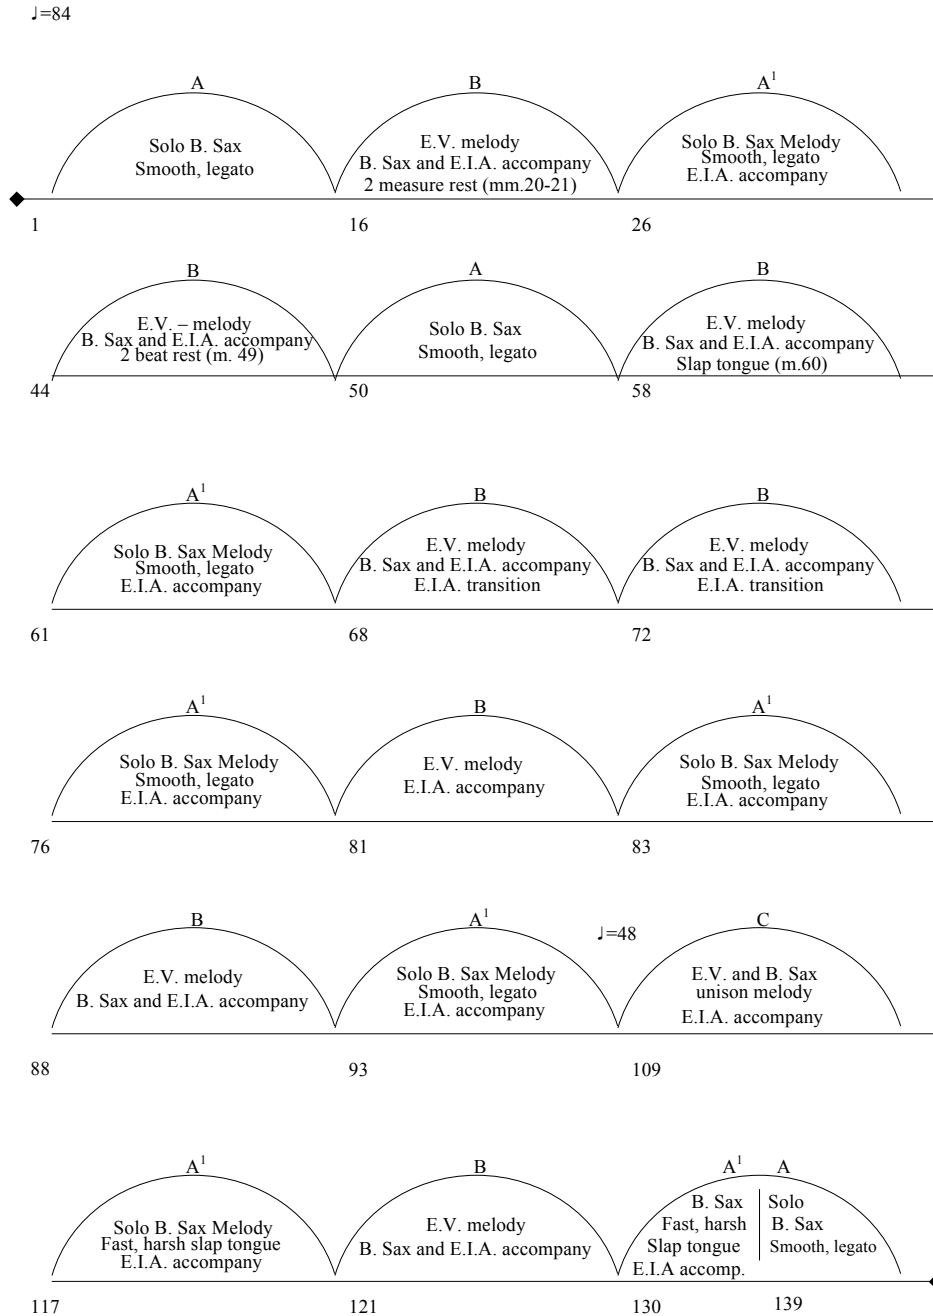 ♩=84
A
Solo B. Sax
Smooth, legato
B
E.V. melody
B. Sax and E.I.A. accompany
2 measure rest (mm.20-21)
A¹
Solo B. Sax Melody
Smooth, legato
E.I.A. accompany
1
16
26
B
E.V. – melody
B. Sax and E.I.A. accompany
2 beat rest (m. 49)
A
Solo B. Sax
Smooth, legato
B
E.V. melody
B. Sax and E.I.A. accompany
Slap tongue (m.60)
44
50
58
A¹
Solo B. Sax Melody
Smooth, legato
E.I.A. accompany
B
E.V. melody
B. Sax and E.I.A. accompany
E.I.A. transition
B
E.V. melody
B. Sax and E.I.A. accompany
E.I.A. transition
61
68
72
A¹
Solo B. Sax Melody
Smooth, legato
E.I.A. accompany
B
E.V. melody
E.I.A. accompany
A¹
Solo B. Sax Melody
Smooth, legato
E.I.A. accompany
76
81
83
B
E.V. melody
B. Sax and E.I.A. accompany
A¹
Solo B. Sax Melody
Smooth, legato
E.I.A. accompany
♩=48
C
E.V. and B. Sax
unison melody
E.I.A. accompany
88
93
109
A¹
Solo B. Sax Melody
Fast, harsh slap tongue
E.I.A. accompany
B
E.V. melody
B. Sax and E.I.A. accompany
A¹
B. Sax
Fast, harsh
Slap tongue
E.I.A accomp.
A
Solo
B. Sax
Smooth, legato
117
121
130
139